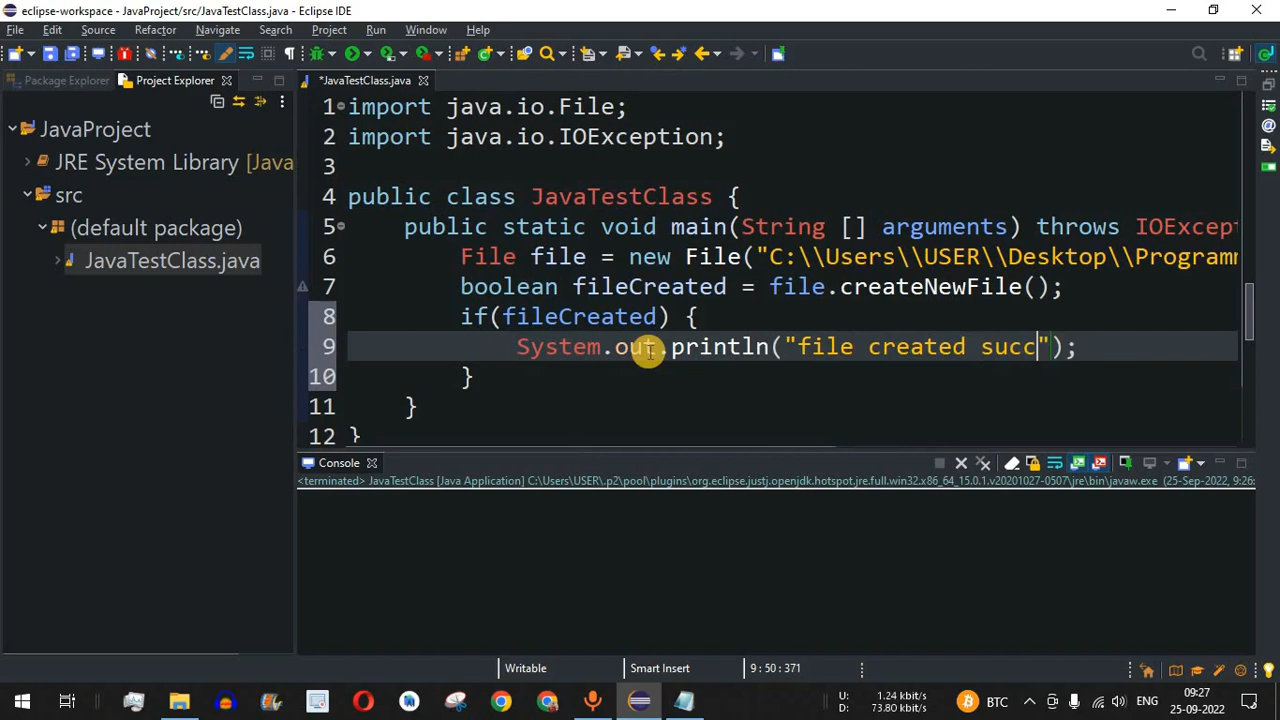 eclipse-workspace - JavaProject/src/JavaTestClass.java - Eclipse IDE
File Edit Source Refactor Navigate Search Project Run Window Help
Package Explorer Project Explorer *JavaTestClass.java
JavaProject
JRE System Library [Java
src
(default package)
JavaTestClass.java
1 import java.io.File;
2 import java.io.IOException;
3
4 public class JavaTestClass {
5 public static void main(String [] arguments) throws IOExcept
6 File file = new File("C:\\Users\\USER\\Desktop\\Programm
7 boolean fileCreated = file.createNewFile();
8 if(fileCreated) {
9 System.out.println("file created succ");
10 }
11 }
12 }
Console
<terminated> JavaTestClass [Java Application] C:\Users\USER\.p2\pool\plugins\org.eclipse.justj.openjdk.hotspot.jre.full.win32.x86_64_15.0.1.v20201027-0507\jre\bin\javaw.exe (25-Sep-2022, 9:26:
Writable Smart Insert 9 : 50 : 371
U: 1.24 kbit/s
D: 73.80 kbit/s
BTC
ENG
09:27
25-09-2022